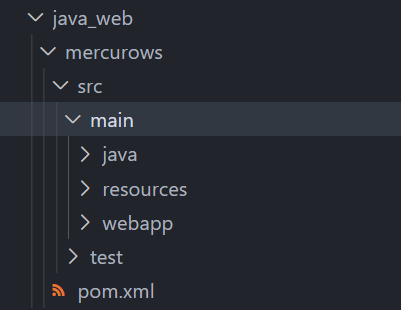 java_web
mercurows
src
main
java
resources
webapp
test
pom.xml